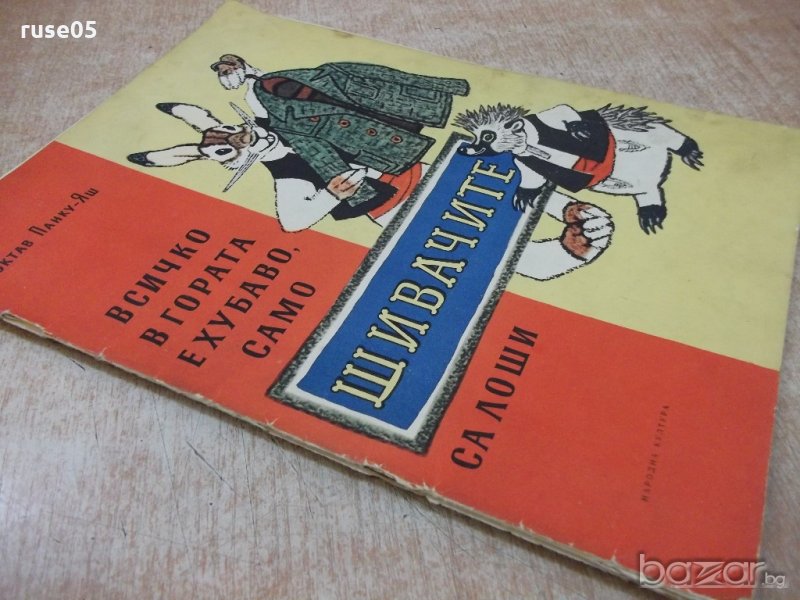 ruse05
ОКТАВ ПАНКУ-ЯШ
ВСИЧКО
В ГОРАТА
Е ХУБАВО,
САМО
ШИВАЧИТЕ
СА ЛОШИ
НАРОДНА КУЛТУРА
bazar.bg